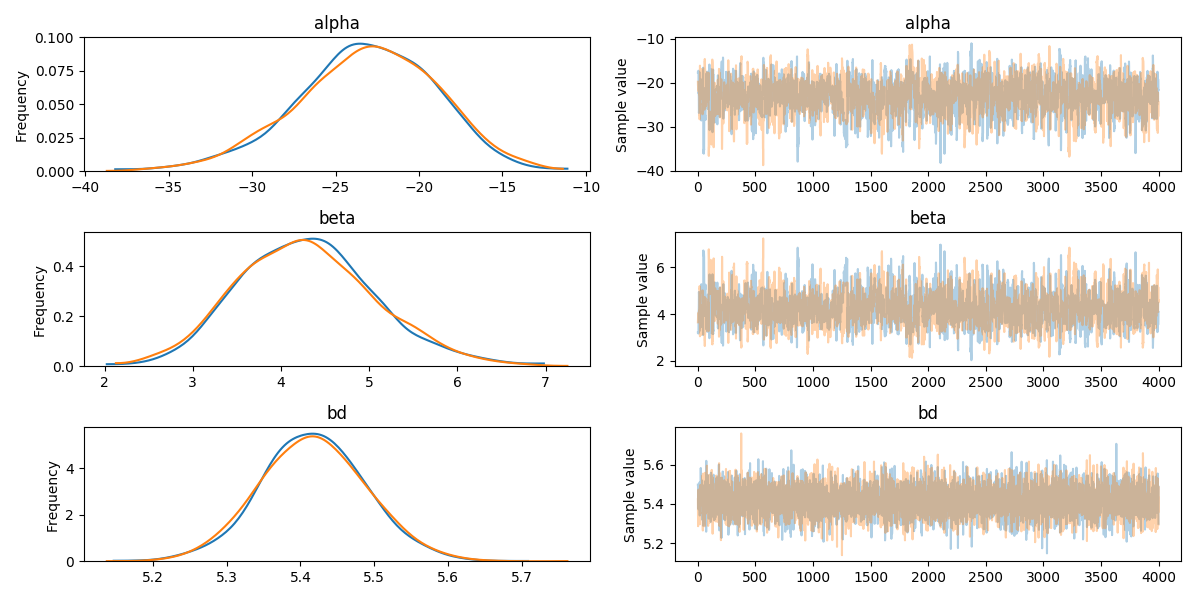 alpha
Frequency
0.100
0.075
0.050
0.025
0.000
−40 −35 −30 −25 −20 −15 −10
alpha
Sample value
−10
−20
−30
−40
0 500 1000 1500 2000 2500 3000 3500 4000
beta
Frequency
0.4
0.2
0.0
2 3 4 5 6 7
beta
Sample value
6
4
2
0 500 1000 1500 2000 2500 3000 3500 4000
bd
Frequency
4
2
0
5.2 5.3 5.4 5.5 5.6 5.7
bd
Sample value
5.6
5.4
5.2
0 500 1000 1500 2000 2500 3000 3500 4000